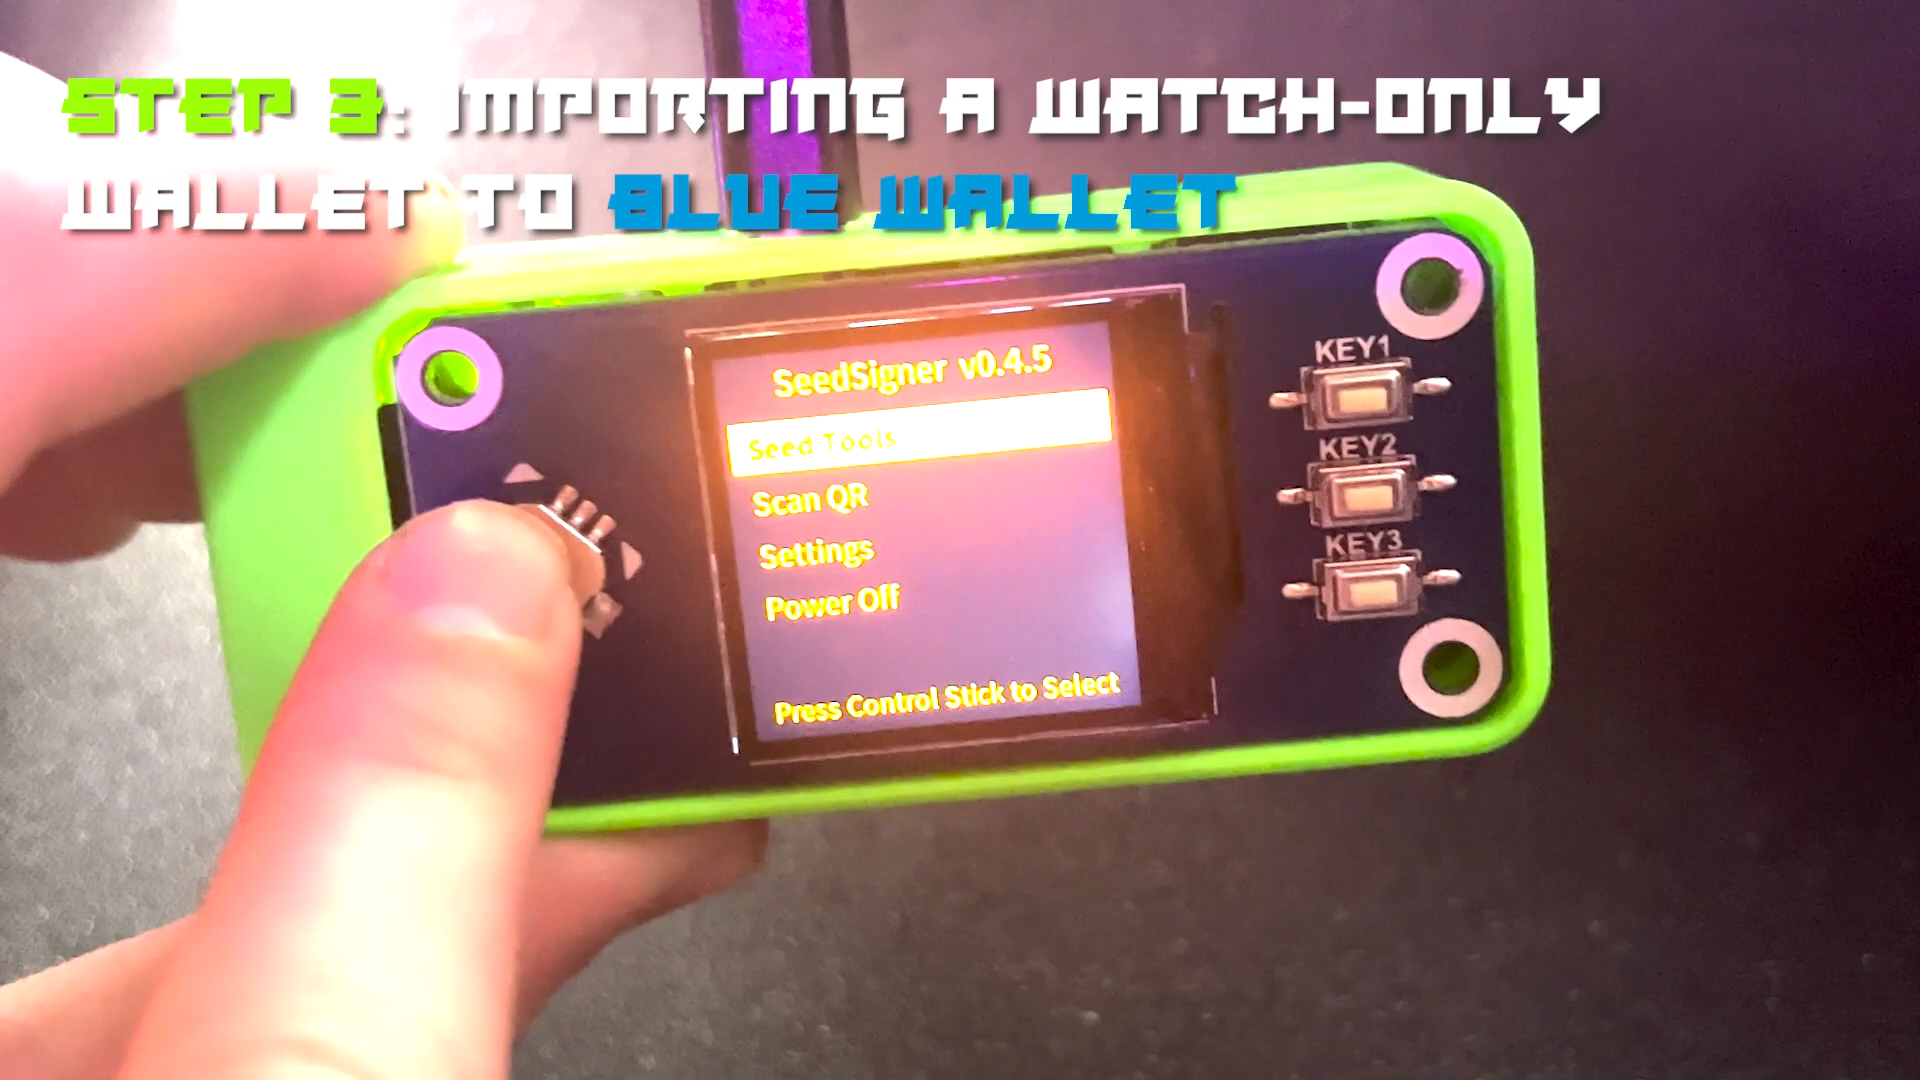 STEP 3: IMPORTING A WATCH-ONLY
WALLET TO BLUE WALLET
SeedSigner v0.4.5
Seed Tools
Scan QR
Settings
Power Off
Press Control Stick to Select
KEY1
KEY2
KEY3